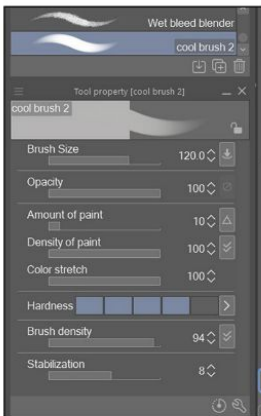 Wet bleed blender
cool brush 2
Tool property [cool brush 2]
cool brush 2
Brush Size 120.0
Opacity 100
Amount of paint 10
Density of paint 100
Color stretch 100
Hardness
Brush density 94
Stabilization 8